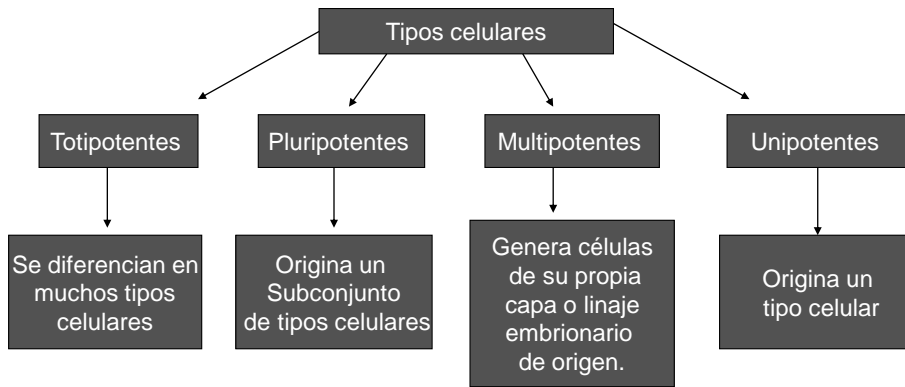 Tipos celulares
Totipotentes
Pluripotentes
Multipotentes
Unipotentes
Se diferencian en
muchos tipos
celulares
Origina un
Subconjunto
de tipos celulares
Genera células
de su propia
capa o linaje
embrionario
de origen.
Origina un
tipo celular